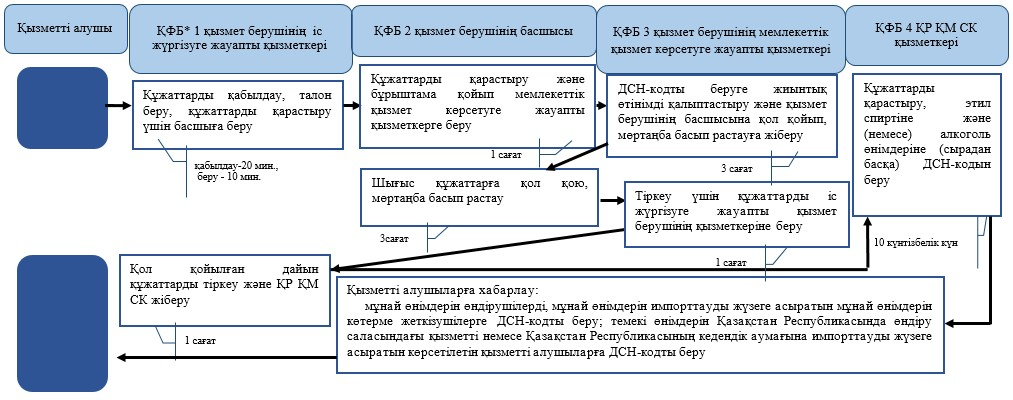 Қызметті алушы
ҚФБ* 1 қызмет берушінің іс
жүргізуге жауапты қызметкері
ҚФБ 2 қызмет берушінің басшысы
ҚФБ 3 қызмет берушінің мемлекеттік
қызмет көрсетуге жауапты қызметкері
ҚФБ 4 ҚР ҚМ СК
қызметкері
Құжаттарды қабылдау, талон
беру, құжаттарды қарастыру
үшін басшыға беру
қабылдау-20 мин.,
беру - 10 мин.
Құжаттарды қарастыру және
бұрыштама қойып мемлекеттік
қызмет көрсетуге жауапты
қызметкерге беру
1 сағат
ДСН-кодты беруге жиынтық
өтінімді қалыптастыру және қызмет
берушінің басшысына қол қойып,
мөртаңба басып растауға жіберу
3 сағат
Құжаттарды
қарастыру, этил
спиртіне және
(немесе) алкоголь
өнімдеріне (сырадан
басқа) ДСН-кодын
беру
10 күнтізбелік күн
Шығыс құжаттарға қол қою,
мөртаңба басып растау
3сағат
Тіркеу үшін құжаттарды іс
жүргізуге жауапты қызмет
берушінің қызметкеріне беру
1 сағат
Қол қойылған дайын
құжаттарды тіркеу және ҚР ҚМ
СК жіберу
1 сағат
Қызметті алушыларға хабарлау:
мұнай өнімдерін өндірушілерді, мұнай өнімдерін импорттауды жүзеге асыратын мұнай өнімдерін
көтерме жеткізушілерге ДСН-кодты беру; темекі өнімдерін Қазақстан Республикасында өндіру
саласындағы қызметті немесе Қазақстан Республикасының кедендік аумағына импорттауды жүзеге
асыратын көрсетілетін қызметті алушыларға ДСН-кодты беру